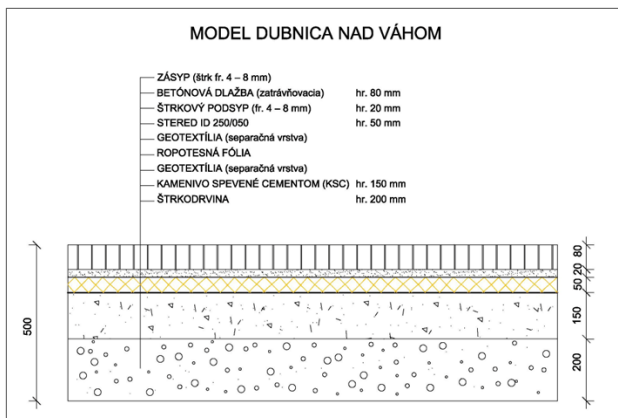 MODEL DUBNICA NAD VÁHOM
ZÁSYP (štrk fr. 4 – 8 mm)
BETÓNOVÁ DLAŽBA (zatrávňovacia) hr. 80 mm
ŠTRKOVÝ PODSYP (fr. 4 – 8 mm) hr. 20 mm
STERED ID 250/050 hr. 50 mm
GEOTEXTÍLIA (separačná vrstva)
ROPOTESNÁ FÓLIA
GEOTEXTÍLIA (separačná vrstva)
KAMENIVO SPEVENÉ CEMENTOM (KSC) hr. 150 mm
ŠTRKODRVINA hr. 200 mm
500
80
20
50
150
200